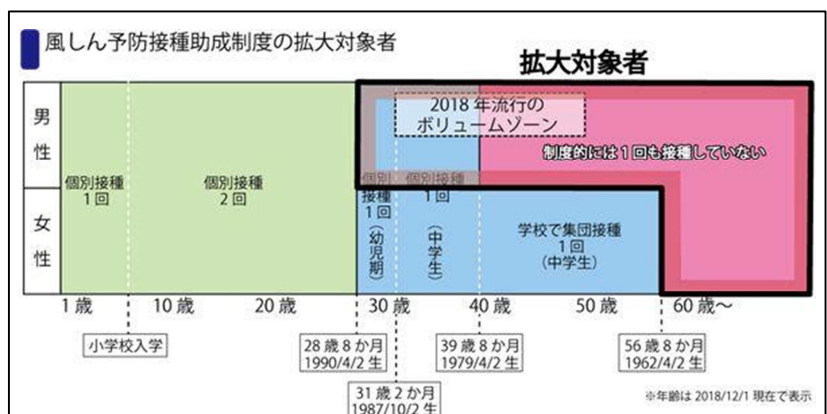 風しん予防接種助成制度の拡大対象者
拡大対象者
男性
女性
2018年流行の
ボリュームゾーン
制度的には1回も接種していない
個別接種
1回
個別接種
2回
個別接種
1回
(幼児期)
個別接種
1回
(中学生)
学校で集団接種
1回
(中学生)
1歳
10歳
20歳
30歳
40歳
50歳
60歳～
小学校入学
28歳8か月
1990/4/2生
31歳2か月
1987/10/2生
39歳8か月
1979/4/2生
56歳8か月
1962/4/2生
※年齢は2018/12/1現在で表示